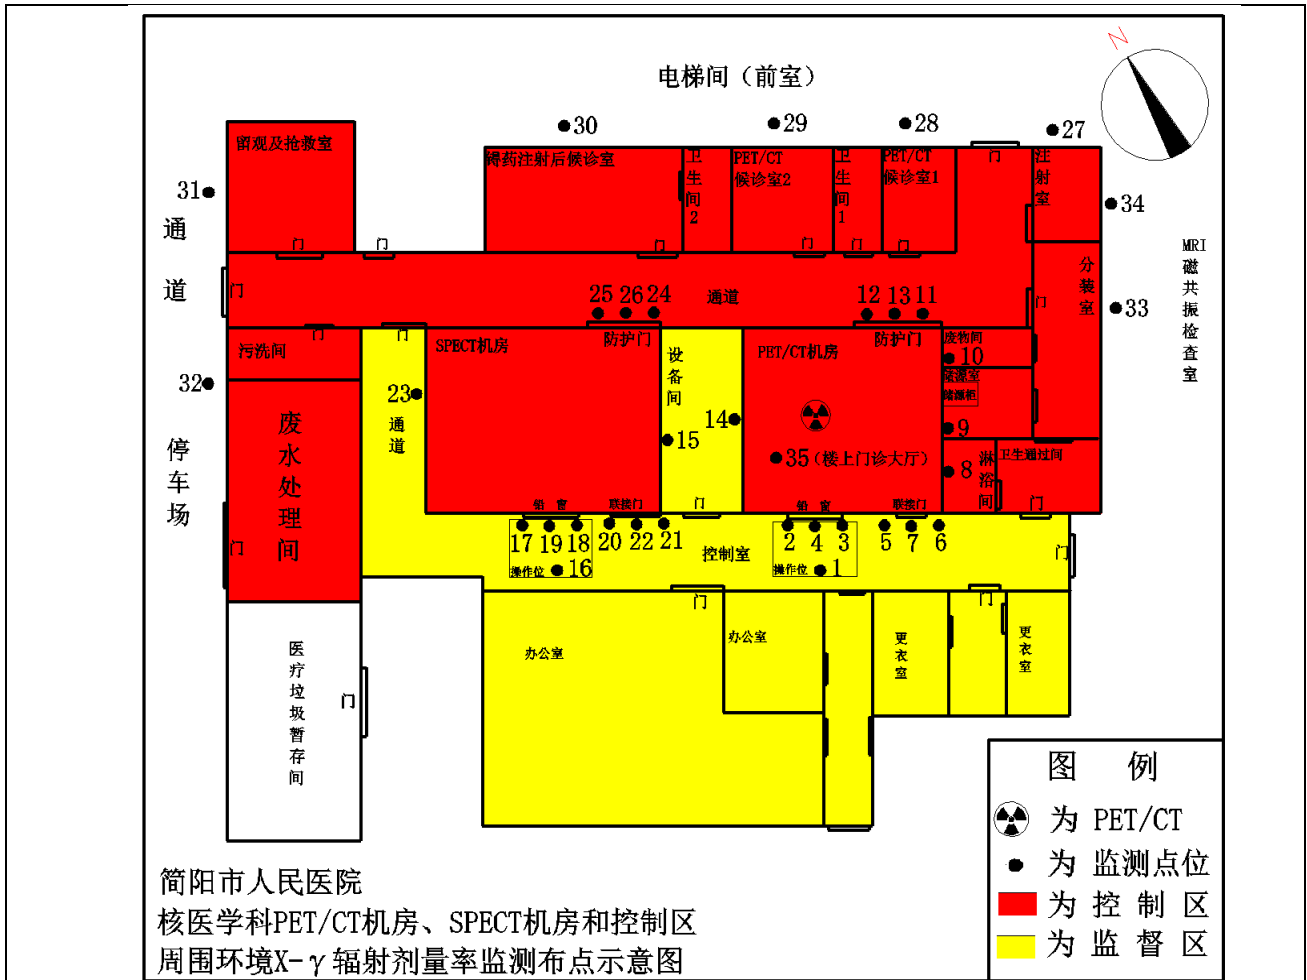 N
电梯间（前室）
30
29
28
27
留观及抢救室
锝药注射后候诊室
卫生间2
PET/CT
候诊室2
卫生间1
PET/CT
候诊室1
门
注射室
31
34
通道
门
门
门
门
门
门
MRI磁共振检查室
分装室
门
25 26 24
通道
12 13 11
门
33
污洗间
门
门
SPECT机房
防护门
设备间
PET/CT机房
防护门
废物间
10
32
储源室
储源柜
23
通道
14
15
9
废水处理间
停车场
35(楼上门诊大厅)
8
淋浴间
卫生通过间
铅 窗
联接门
门
铅 窗
联接门
门
17 19 18 20 22 21
2 4 3 5 7 6
门
控制室
门
操作位 16
操作位 1
门
门
医疗垃圾暂存间
门
办公室
办公室
更衣室
更衣室
图 例
为 PET/CT
为 监测点位
为 控 制 区
为 监 督 区
简阳市人民医院
核医学科PET/CT机房、SPECT机房和控制区
周围环境X-γ辐射剂量率监测布点示意图